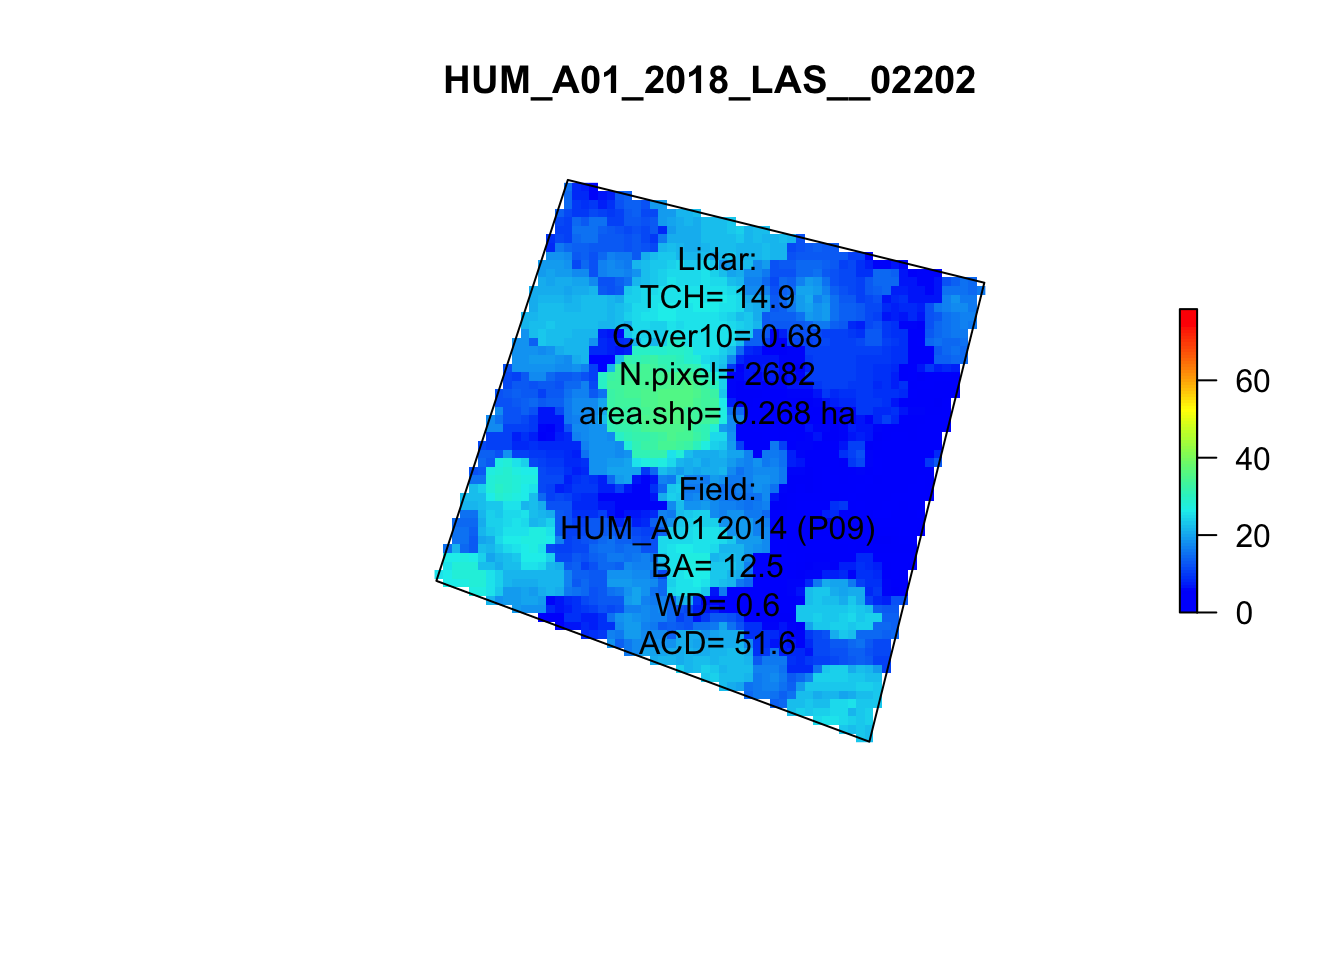 HUM_A01_2018_LAS__02202
Lidar:
TCH= 14.9
Cover10= 0.68
N.pixel= 2682
area.shp= 0.268 ha
Field:
HUM_A01 2014 (P09)
BA= 12.5
WD= 0.6
ACD= 51.6
60
40
20
0